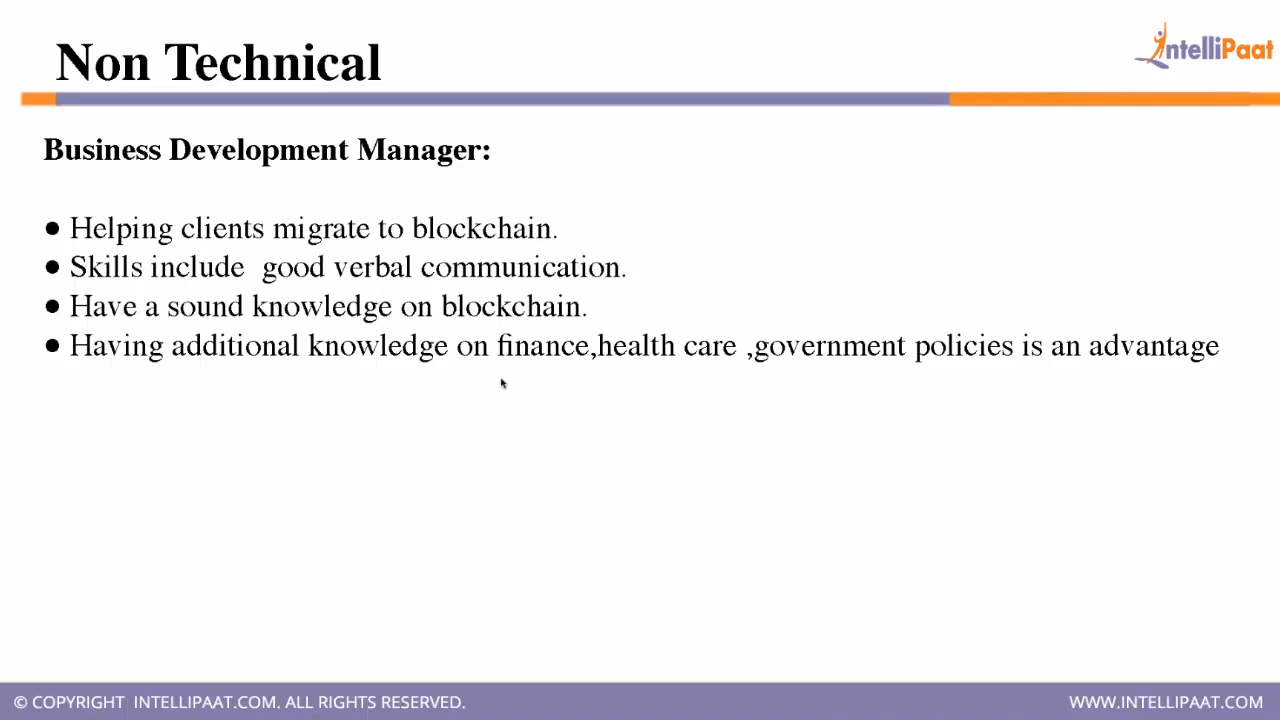 Non Technical
IntelliPaat
Business Development Manager:
● Helping clients migrate to blockchain.
● Skills include  good verbal communication.
● Have a sound knowledge on blockchain.
● Having additional knowledge on finance,health care ,government policies is an advantage
© COPYRIGHT  INTELLIPAAT.COM. ALL RIGHTS RESERVED.
WWW.INTELLIPAAT.COM